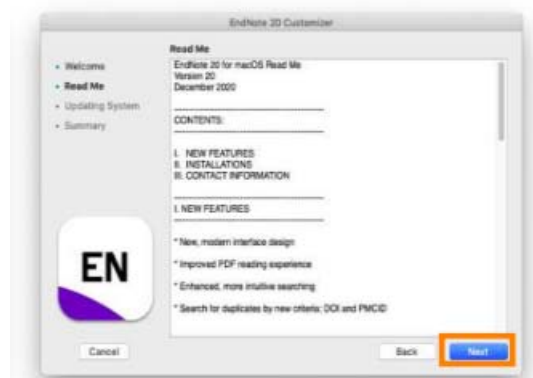 EndNote 20 Customizer
Read Me
• Welcome
• Read Me
• Updating System
• Summary
EndNote 20 for macOS Read Me
Version 20
December 2020
CONTENTS:
I. NEW FEATURES
II. INSTALLATIONS
III. CONTACT INFORMATION
I. NEW FEATURES
* New, modern interface design
* Improved PDF reading experience
* Enhanced, more intuitive searching
* Search for duplicates by new criteria: DOI and PMCID
EN
Cancel
Back
Next